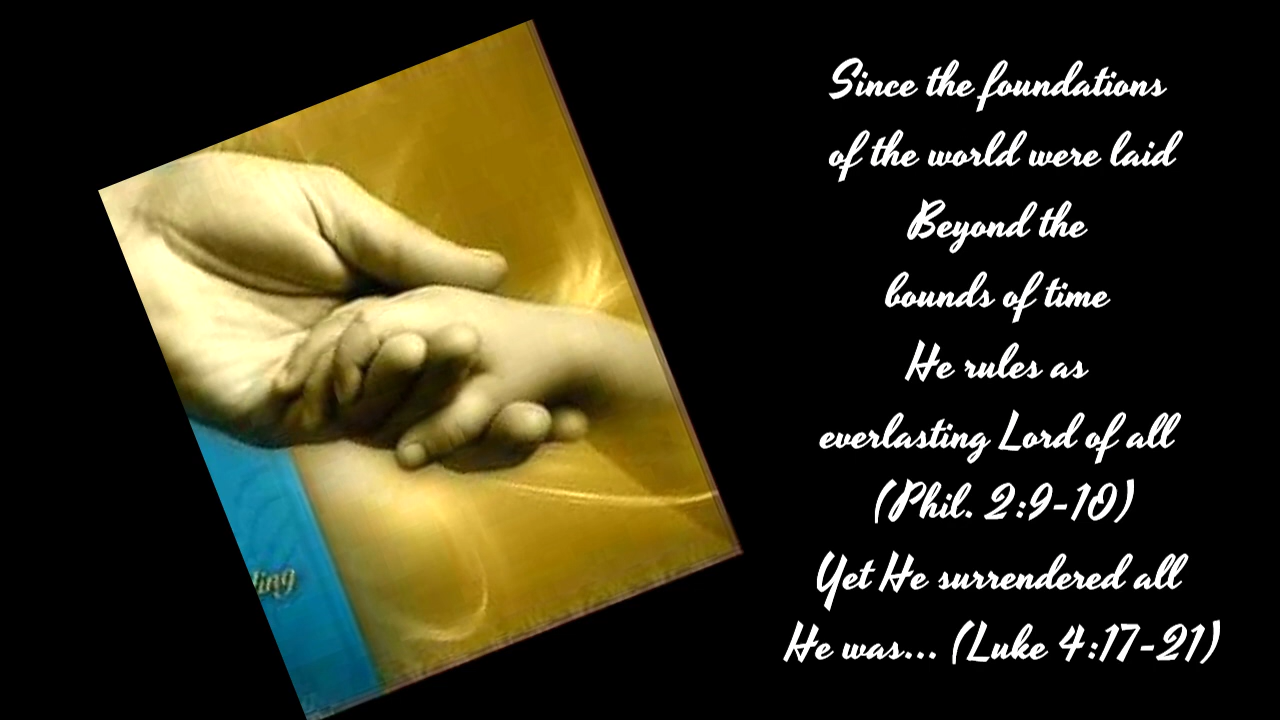 Since the foundations
of the world were laid
Beyond the
bounds of time
He rules as
everlasting Lord of all
(Phil. 2:9-10)
Yet He surrendered all
He was... (Luke 4:17-21)